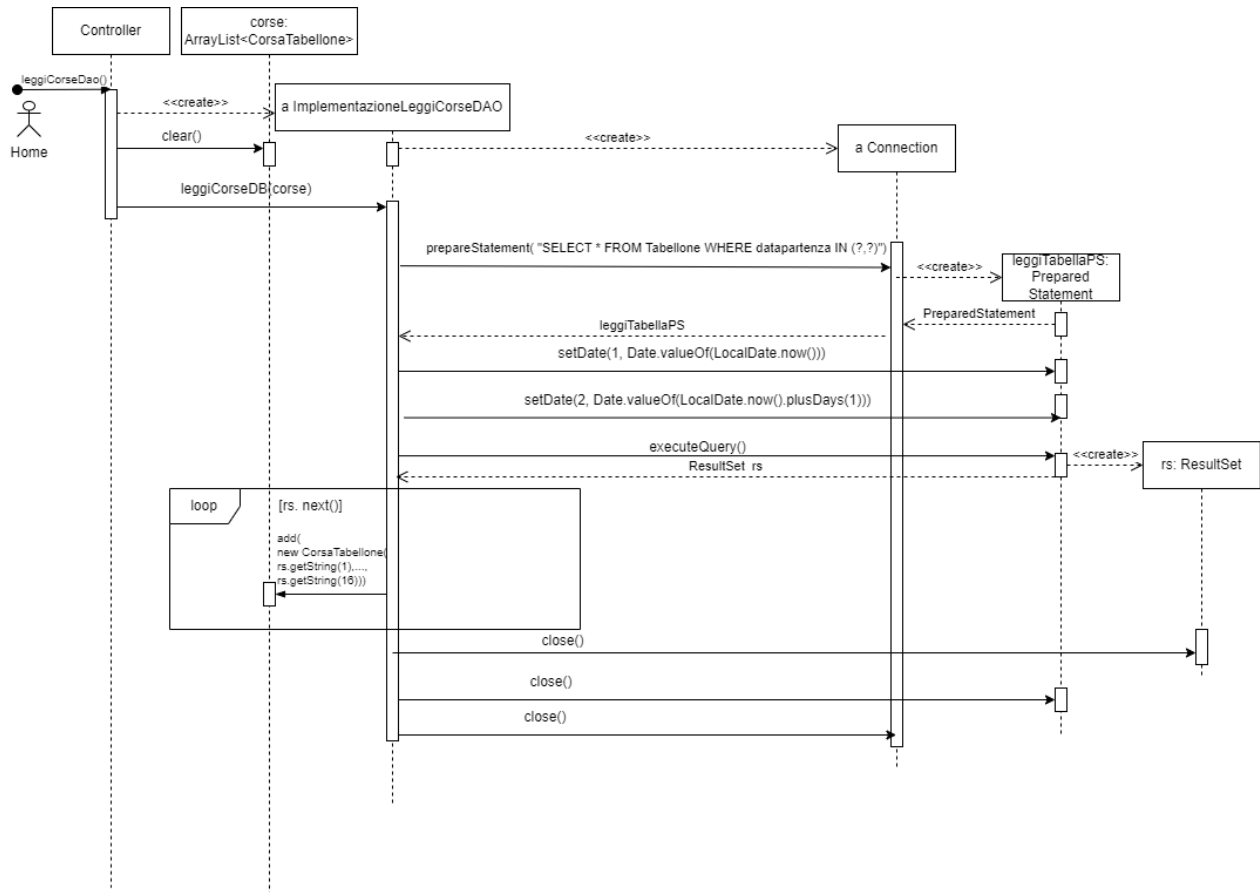 Controller
corse:
ArrayList<CorsaTabellone>
leggiCorseDao()
Home
<<create>>
a ImplementazioneLeggiCorseDAO
clear()
<<create>>
a Connection
leggiCorseDB(corse)
prepareStatement( "SELECT * FROM Tabellone WHERE datapartenza IN (?,?)")
<<create>>
leggiTabellaPS:
Prepared
Statement
PreparedStatement
leggiTabellaPS
setDate(1, Date.valueOf(LocalDate.now()))
setDate(2, Date.valueOf(LocalDate.now().plusDays(1)))
executeQuery()
<<create>>
rs: ResultSet
ResultSet rs
loop
[rs. next()]
add(
new CorsaTabellone(
rs.getString(1),...,
rs.getString(16)))
close()
close()
close()